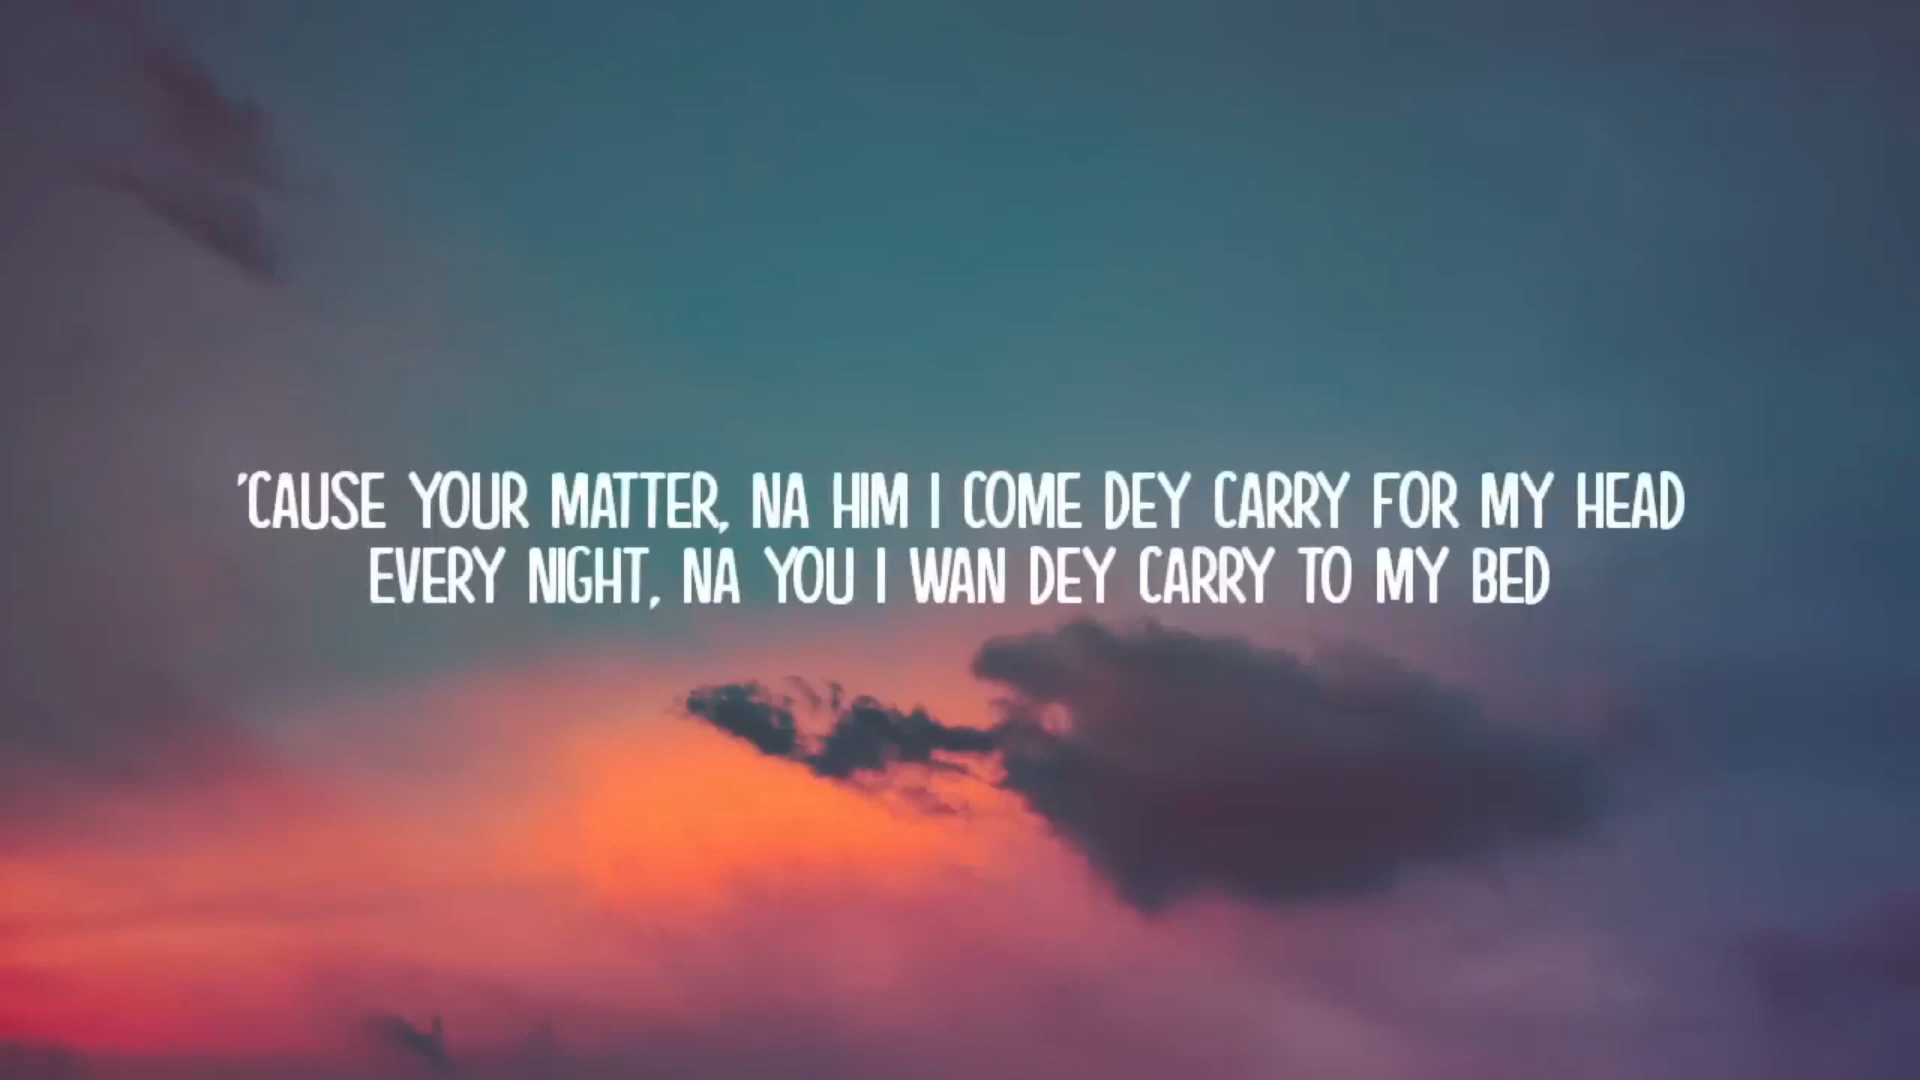 'CAUSE YOUR MATTER, NA HIM I COME DEY CARRY FOR MY HEAD
EVERY NIGHT, NA YOU I WAN DEY CARRY TO MY BED